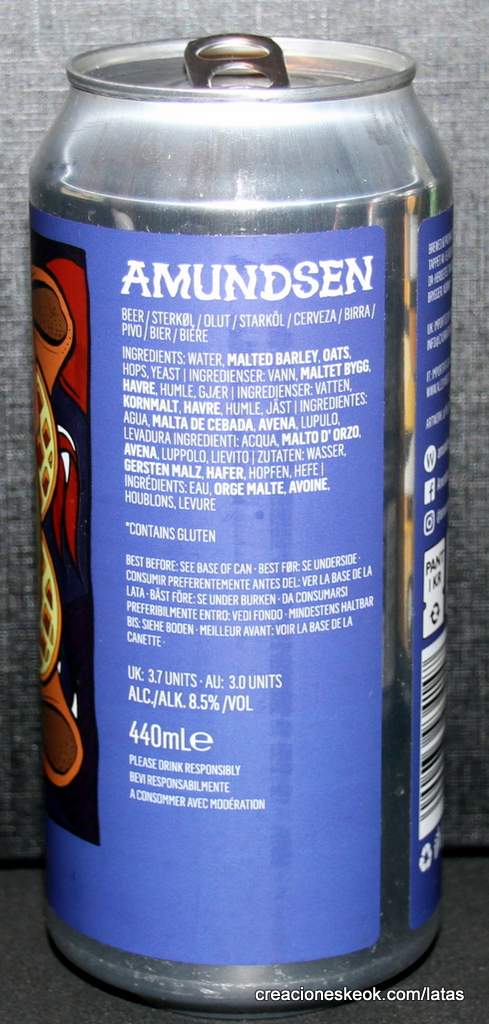 AMUNDSEN
BEER / STERKØL / OLUT / STARKÖL / CERVEZA / BIRRA /
PIVO / BIER / BIÈRE
INGREDIENTS: WATER, MALTED BARLEY, OATS,
HOPS, YEAST | INGREDIENSER: VANN, MALTET BYGG,
HAVRE, HUMLE, GJÆR | INGREDIENSER: VATTEN,
KORNMALT, HAVRE, HUMLE, JÄST | INGREDIENTES:
AGUA, MALTA DE CEBADA, AVENA, LUPULO,
LEVADURA INGREDIENTI: ACQUA, MALTO D' ORZO,
AVENA, LUPPOLO, LIEVITO | ZUTATEN: WASSER,
GERSTEN MALZ, HAFER, HOPFEN, HEFE |
INGRÉDIENTS: EAU, ORGE MALTE, AVOINE,
HOUBLONS, LEVURE
*CONTAINS GLUTEN
BEST BEFORE: SEE BASE OF CAN · BEST FØR: SE UNDERSIDE ·
CONSUMIR PREFERENTEMENTE ANTES DEL: VER LA BASE DE LA
LATA · BÄST FÖRE: SE UNDER BURKEN · DA CONSUMARSI
PREFERIBILMENTE ENTRO: VEDI FONDO · MINDESTENS HALTBAR
BIS: SIEHE BODEN · MEILLEUR AVANT: VOIR LA BASE DE LA
CANETTE ·
UK: 3.7 UNITS · AU: 3.0 UNITS
ALC./ALK. 8.5% /VOL
440mLe
PLEASE DRINK RESPONSIBLY
BEVI RESPONSABILMENTE
A CONSOMMER AVEC MODÉRATION
PANT
1 KR
creacioneskeok.com/latas